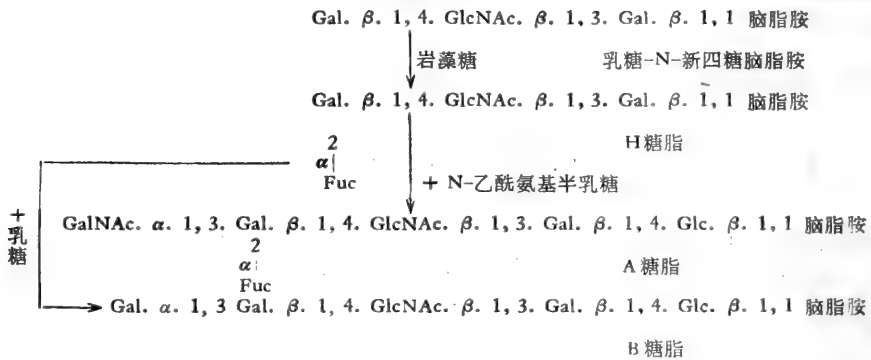 Gal. β. 1, 4. GlcNAc. β. 1, 3. Gal. β. 1, 1 脑脂胺
岩藻糖 乳糖-N-新四糖脑脂胺
Gal. β. 1, 4. GlcNAc. β. 1, 3. Gal. β. 1, 1 脑脂胺
2 H糖脂
α
Fuc + N-乙酰氨基半乳糖
+乳糖
GalNAc. α. 1, 3. Gal. β. 1, 4. GlcNAc. β. 1, 3. Gal. β. 1, 4. Glc. β. 1, 1 脑脂胺
2
α A糖脂
Fuc
Gal. α. 1, 3 Gal. β. 1, 4. GlcNAc. β. 1, 3. Gal. β. 1, 4. Glc. β. 1, 1 脑脂胺
B糖脂